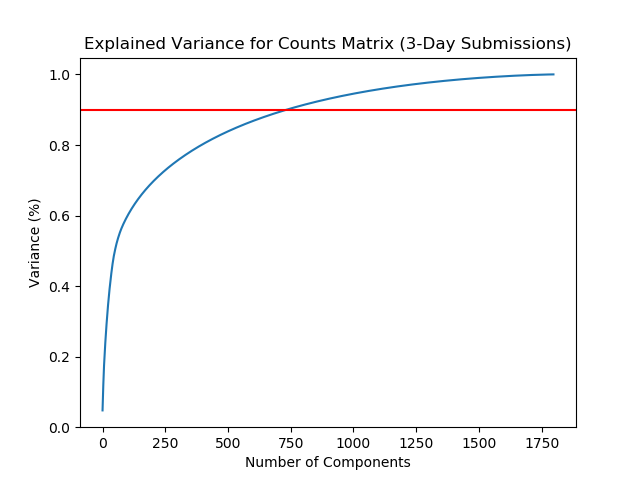 Explained Variance for Counts Matrix (3-Day Submissions)
1.0
0.8
0.6
0.4
0.2
0.0
Variance (%)
0 250 500 750 1000 1250 1500 1750
Number of Components